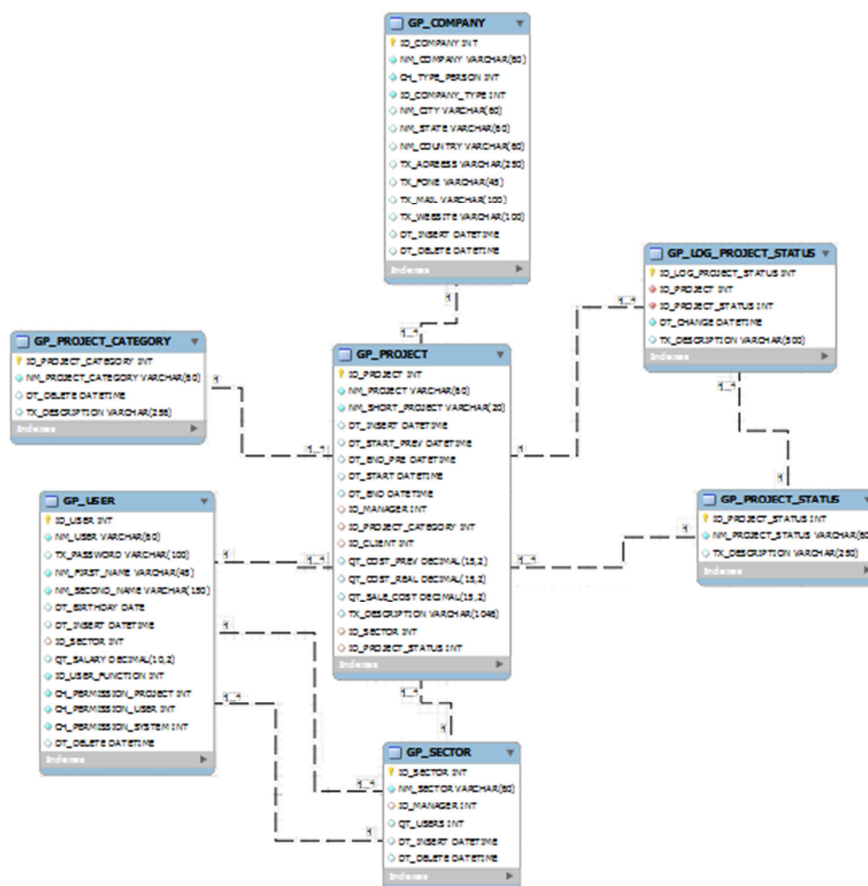 GP_COMPANY
ID_COMPANY INT
NM_COMPANY VARCHAR(60)
CH_TYPE_PERSON INT
ID_COMPANY_TYPE INT
NM_CITY VARCHAR(60)
NM_STATE VARCHAR(60)
NM_COUNTRY VARCHAR(60)
TX_ADREESS VARCHAR(250)
TX_FONE VARCHAR(45)
TX_MAIL VARCHAR(100)
TX_WEBSITE VARCHAR(100)
DT_INSERT DATETIME
DT_DELETE DATETIME
Indexes
GP_LOG_PROJECT_STATUS
ID_LOG_PROJECT_STATUS INT
ID_PROJECT INT
ID_PROJECT_STATUS INT
DT_CHANGE DATETIME
TX_DESCRIPTION VARCHAR(500)
Indexes
GP_PROJECT_CATEGORY
ID_PROJECT_CATEGORY INT
NM_PROJECT_CATEGORY VARCHAR(60)
DT_DELETE DATETIME
TX_DESCRIPTION VARCHAR(256)
Indexes
GP_PROJECT
ID_PROJECT INT
NM_PROJECT VARCHAR(60)
NM_SHORT_PROJECT VARCHAR(20)
DT_INSERT DATETIME
DT_START_PREV DATETIME
DT_END_PRE DATETIME
DT_START DATETIME
DT_END DATETIME
ID_MANAGER INT
ID_PROJECT_CATEGORY INT
ID_CLIENT INT
QT_COST_PREV DECIMAL(15,2)
QT_COST_REAL DECIMAL(15,2)
QT_SALE_COST DECIMAL(15,2)
TX_DESCRIPTION VARCHAR(1046)
ID_SECTOR INT
ID_PROJECT_STATUS INT
Indexes
GP_USER
ID_USER INT
NM_USER VARCHAR(60)
TX_PASSWORD VARCHAR(100)
NM_FIRST_NAME VARCHAR(45)
NM_SECOND_NAME VARCHAR(150)
DT_BIRTHDAY DATE
DT_INSERT DATETIME
ID_SECTOR INT
QT_SALARY DECIMAL(10,2)
ID_USER_FUNCTION INT
CH_PERMISSION_PROJECT INT
CH_PERMISSION_USER INT
CH_PERMISSION_SYSTEM INT
DT_DELETE DATETIME
Indexes
GP_PROJECT_STATUS
ID_PROJECT_STATUS INT
NM_PROJECT_STATUS VARCHAR(60
TX_DESCRIPTION VARCHAR(250)
Indexes
GP_SECTOR
ID_SECTOR INT
NM_SECTOR VARCHAR(60)
ID_MANAGER INT
QT_USERS INT
DT_INSERT DATETIME
DT_DELETE DATETIME
Indexes